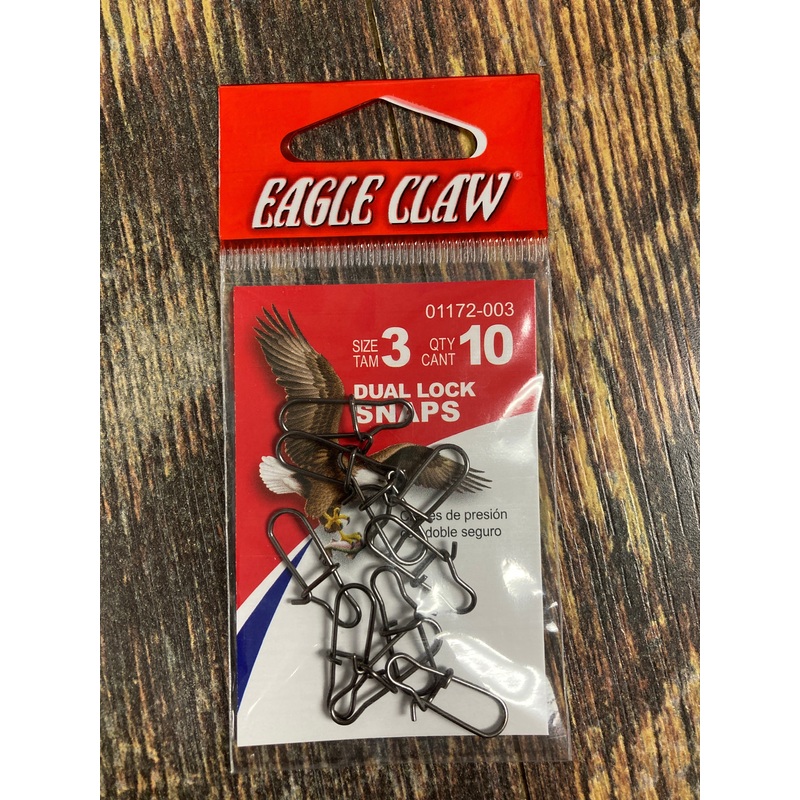 EAGLE CLAW®
01172-003
SIZE TAM 3 QTY CANT 10
DUAL LOCK
SNAPS
de presión
doble seguro